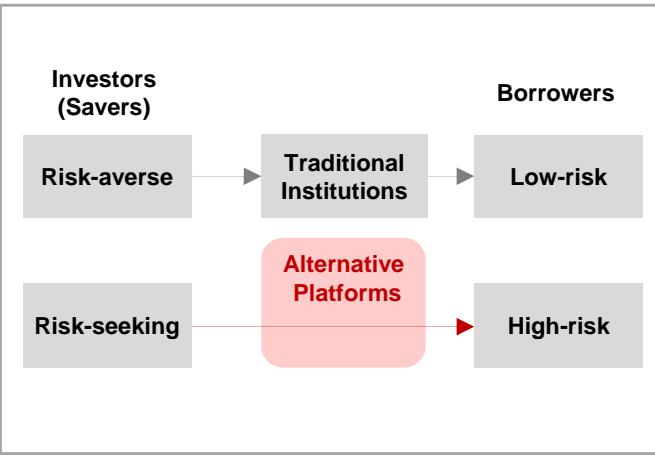 Investors
(Savers)
Borrowers
Risk-averse
Traditional
Institutions
Low-risk
Alternative
Platforms
Risk-seeking
High-risk